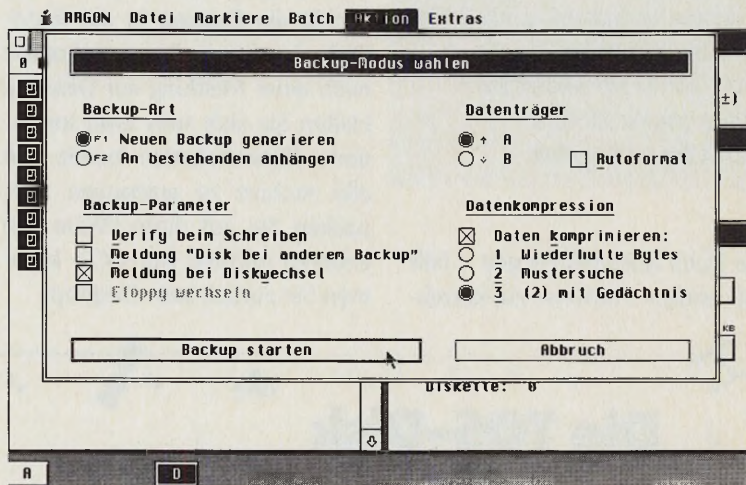 ARGON Datei Markiere Batch Aktion Extras
0
Backup-Modus wahlen
Backup-Art
F1 Neuen Backup generieren
F2 An bestehenden anhängen
Datenträger
A
B
Autoformat
Backup-Parameter
Verify beim Schreiben
Meldung "Disk bei anderem Backup"
Meldung bei Diskwechsel
Floppy wechseln
Datenkompression
Daten komprimieren:
1 Wiederholte Bytes
2 Mustersuche
3 (2) mit Gedächtnis
Backup starten
Abbruch
±)
KB
Diskette: 0
A
D